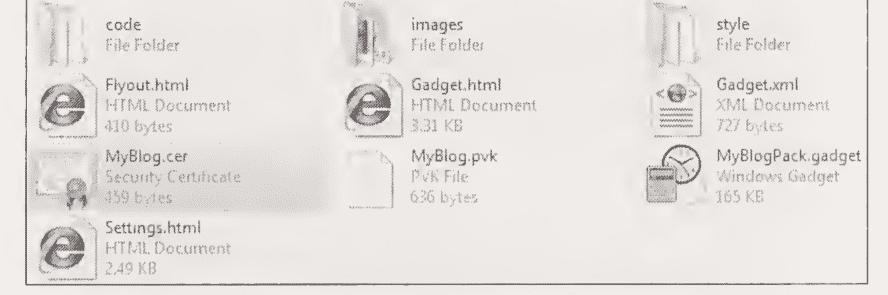 code
File Folder
images
File Folder
style
File Folder
Flyout.html
HTML Document
410 bytes
Gadget.html
HTML Document
3.31 KB
Gadget.xml
XML Document
727 bytes
MyBlog.cer
Security Certificate
459 bytes
MyBlog.pvk
PVK File
636 bytes
MyBlogPack.gadget
Windows Gadget
165 KB
Settings.html
HTML Document
2.49 KB